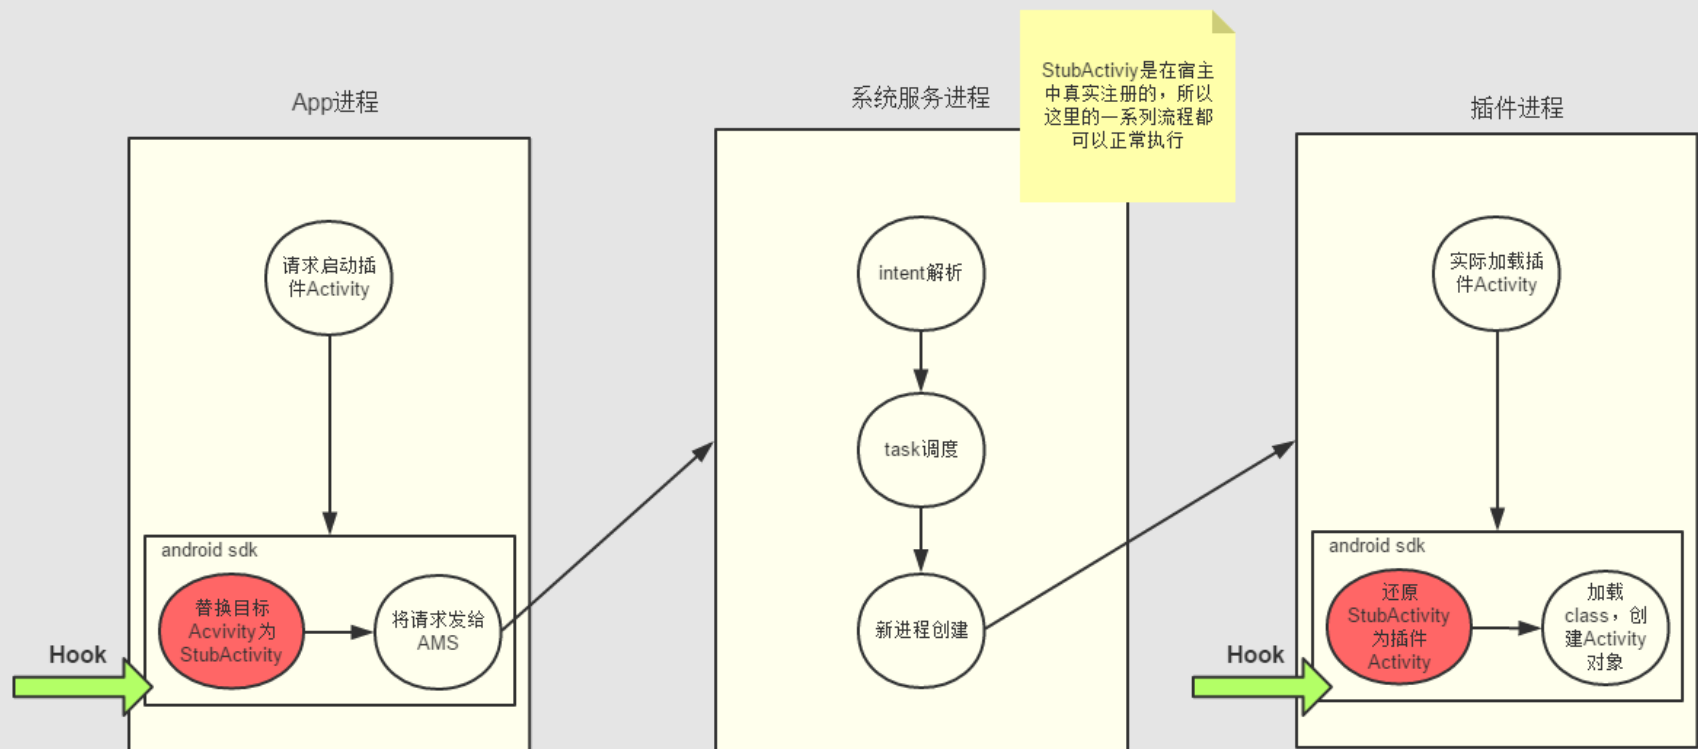 App进程
请求启动插
件Activity
android sdk
替换目标
Acvivity为
StubActivity
将请求发给
AMS
Hook
系统服务进程
StubActiviy是在宿主
中真实注册的，所以
这里的一系列流程都
可以正常执行
intent解析
task调度
新进程创建
插件进程
实际加载插
件Activity
android sdk
还原
StubActivity
为插件
Activity
加载
class，创
建Activity
对象
Hook